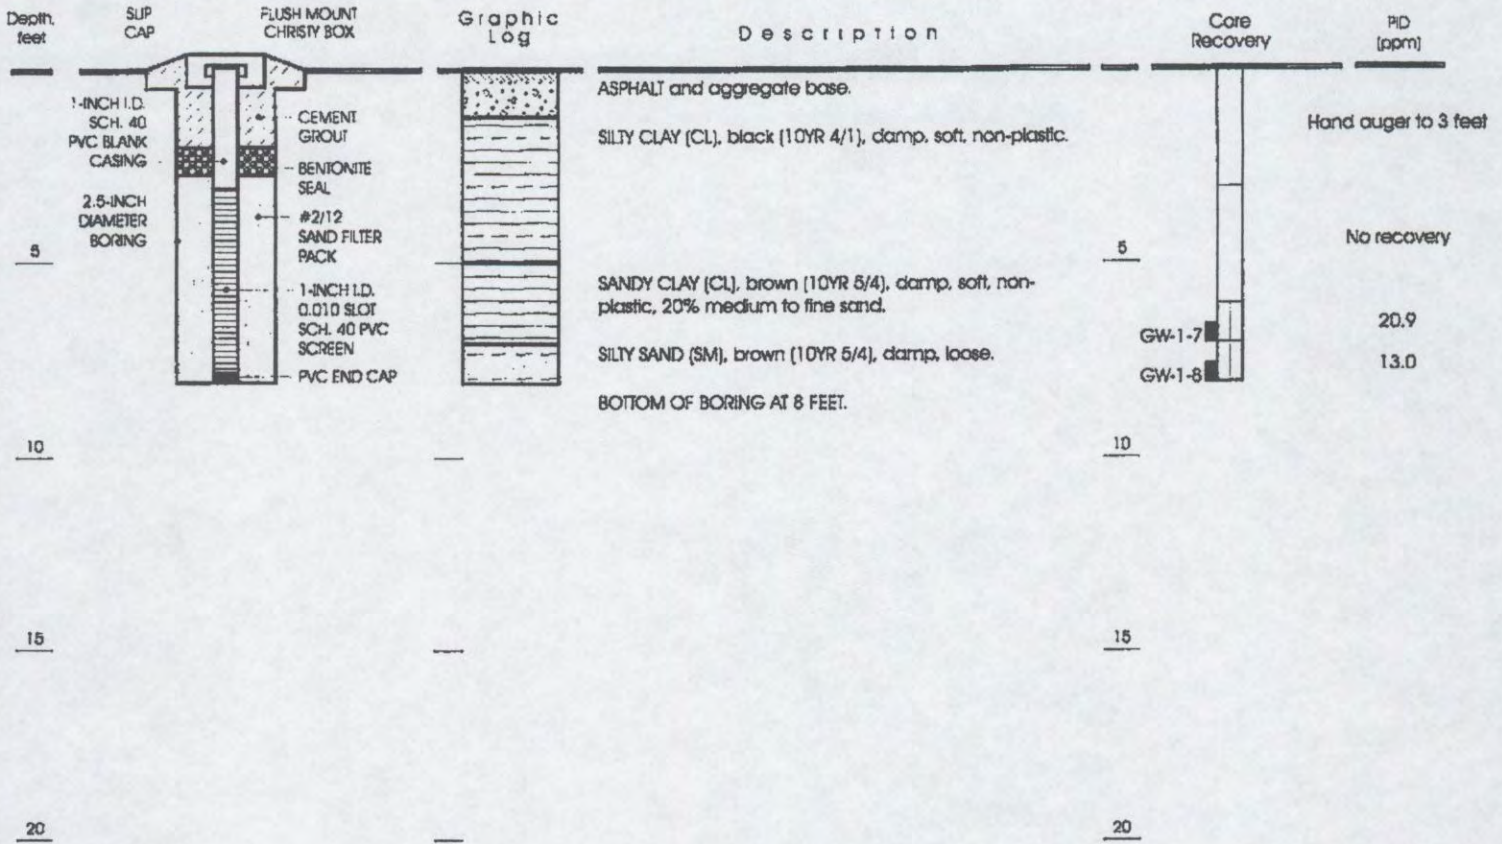 Depth, feet
SLIP CAP
FLUSH MOUNT CHRISTY BOX
Graphic Log
Description
Core Recovery
PID (ppm)
1-INCH I.D.
SCH. 40
PVC BLANK
CASING
2.5-INCH
DIAMETER
BORING
CEMENT
GROUT
BENTONITE
SEAL
#2/12
SAND FILTER
PACK
1-INCH I.D.
0.010 SLOT
SCH. 40 PVC
SCREEN
PVC END CAP
ASPHALT and aggregate base.
SILTY CLAY (CL), black (10YR 4/1), damp, soft, non-plastic.
SANDY CLAY (CL), brown (10YR 5/4), damp, soft, non-
plastic, 20% medium to fine sand.
SILTY SAND (SM), brown (10YR 5/4), damp, loose.
BOTTOM OF BORING AT 8 FEET.
Hand auger to 3 feet
No recovery
GW-1-7
20.9
GW-1-8
13.0
5
10
15
20
5
10
15
20